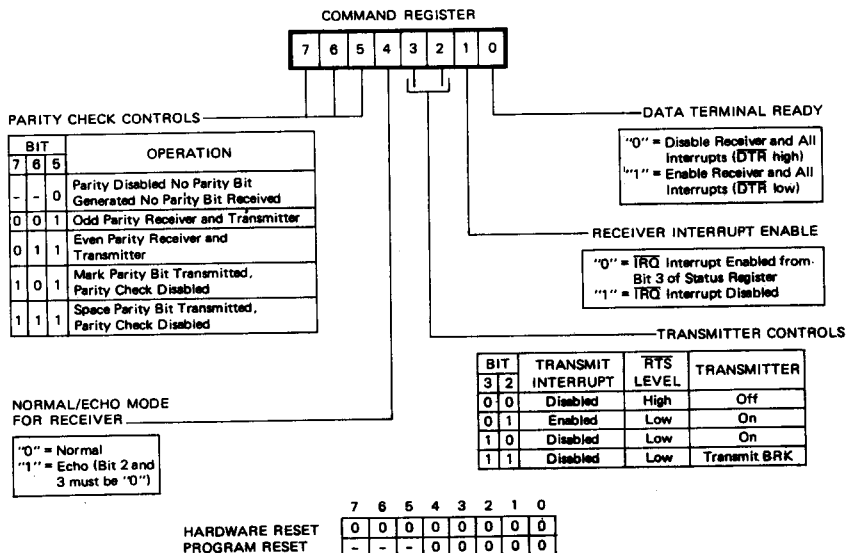 COMMAND REGISTER
7 6 5 4 3 2 1 0
PARITY CHECK CONTROLS
BIT OPERATION
7 6 5
- - 0 Parity Disabled No Parity Bit
Generated No Parity Bit Received
0 0 1 Odd Parity Receiver and Transmitter
0 1 1 Even Parity Receiver and
Transmitter
1 0 1 Mark Parity Bit Transmitted,
Parity Check Disabled
1 1 1 Space Parity Bit Transmitted,
Parity Check Disabled
NORMAL/ECHO MODE
FOR RECEIVER
"0" = Normal
"1" = Echo (Bit 2 and
3 must be "0")
DATA TERMINAL READY
"0" = Disable Receiver and All
Interrupts (DTR high)
"1" = Enable Receiver and All
Interrupts (DTR low)
RECEIVER INTERRUPT ENABLE
"0" = IRQ Interrupt Enabled from
Bit 3 of Status Register
"1" = IRQ Interrupt Disabled
TRANSMITTER CONTROLS
BIT TRANSMIT RTS TRANSMITTER
3 2 INTERRUPT LEVEL
0 0 Disabled High Off
0 1 Enabled Low On
1 0 Disabled Low On
1 1 Disabled Low Transmit BRK
7 6 5 4 3 2 1 0
HARDWARE RESET 0 0 0 0 0 0 0 0
PROGRAM RESET - - - 0 0 0 0 0